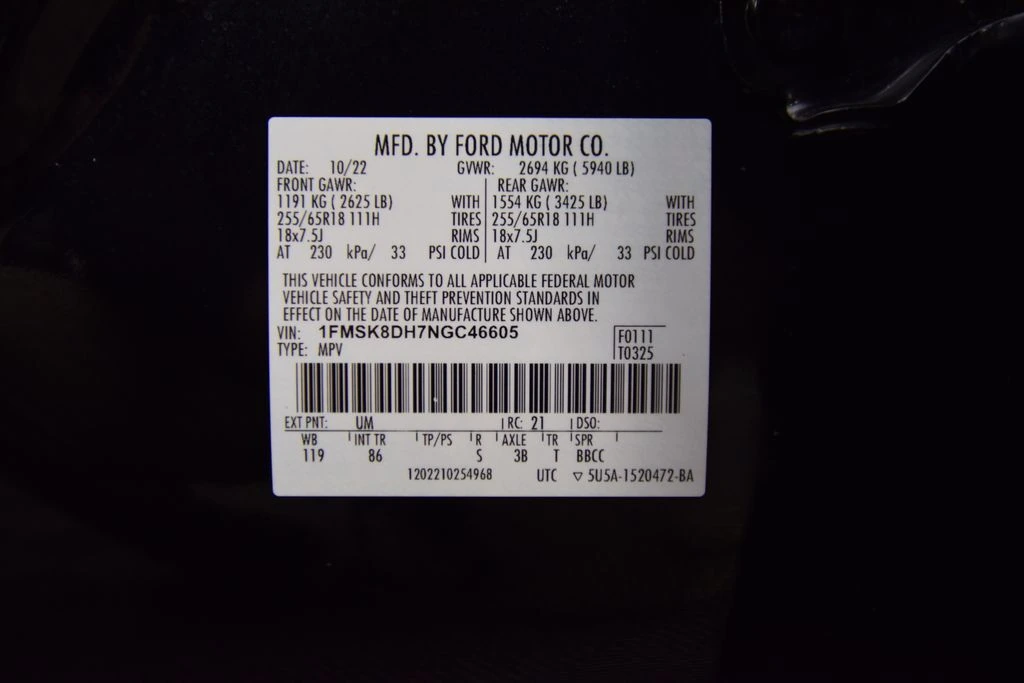 MFD. BY FORD MOTOR CO.
DATE: 10/22 GVWR: 2694 KG ( 5940 LB)
FRONT GAWR: REAR GAWR:
1191 KG ( 2625 LB) WITH 1554 KG ( 3425 LB) WITH
255/65R18 111H TIRES 255/65R18 111H TIRES
18x7.5J RIMS 18x7.5J RIMS
AT 230 kPa/ 33 PSI COLD AT 230 kPa/ 33 PSI COLD
THIS VEHICLE CONFORMS TO ALL APPLICABLE FEDERAL MOTOR
VEHICLE SAFETY AND THEFT PREVENTION STANDARDS IN
EFFECT ON THE DATE OF MANUFACTURE SHOWN ABOVE.
VIN: 1FMSK8DH7NGC46605 F0111
TYPE: MPV T0325
EXT PNT: UM RC: 21 DSO:
WB INT TR TP/PS R AXLE TR SPR
119 86 S 3B T BBCC
1202210254968 UTC ▽ 5U5A-1520472-BA